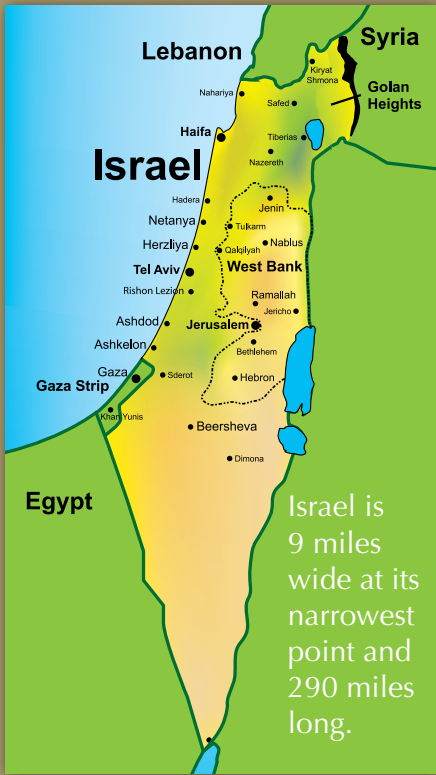 Syria
Lebanon
Kiryat
Shmona
Golan
Heights
Nahariya
Safed
Haifa
Tiberias
Israel
Nazereth
Hadera
Jenin
Netanya
Tulkarm
Herzliya
Qalqilyah
Nablus
Tel Aviv
West Bank
Rishon Lezion
Ramallah
Jericho
Ashdod
Jerusalem
Ashkelon
Bethlehem
Gaza
Sderot
Hebron
Gaza Strip
Khan Yunis
Beersheva
Dimona
Egypt
Israel is
9 miles
wide at its
narrowest
point and
290 miles
long.